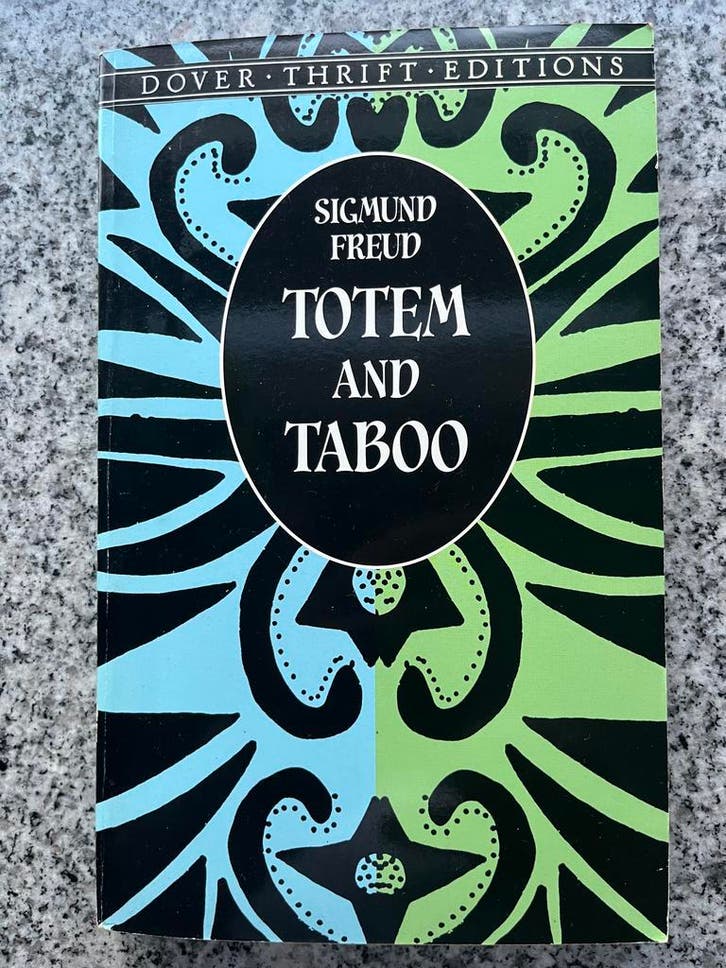 DOVER · THRIFT · EDITIONS
SIGMUND
FREUD
TOTEM
AND
TABOO